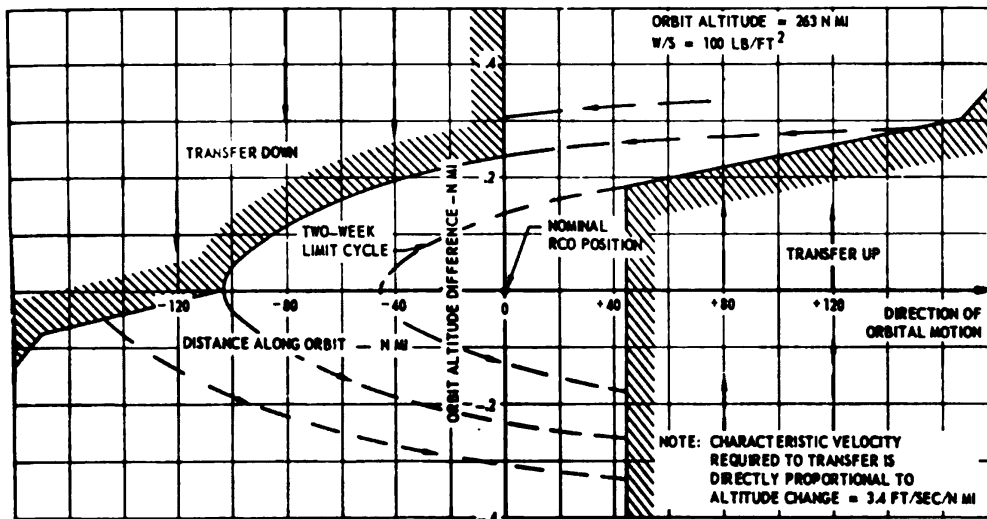 ORBIT ALTITUDE = 263 N MI
W/S = 100 LB/FT²
.4
TRANSFER DOWN
.2
TWO-WEEK
LIMIT CYCLE
ORBIT ALTITUDE DIFFERENCE - N MI
NOMINAL
RCO POSITION
TRANSFER UP
-120
-80
-40
0
+40
+80
+120
DIRECTION OF
ORBITAL MOTION
DISTANCE ALONG ORBIT - N MI
-.2
NOTE: CHARACTERISTIC VELOCITY
REQUIRED TO TRANSFER IS
DIRECTLY PROPORTIONAL TO
ALTITUDE CHANGE = 3.4 FT/SEC/N MI
-.4